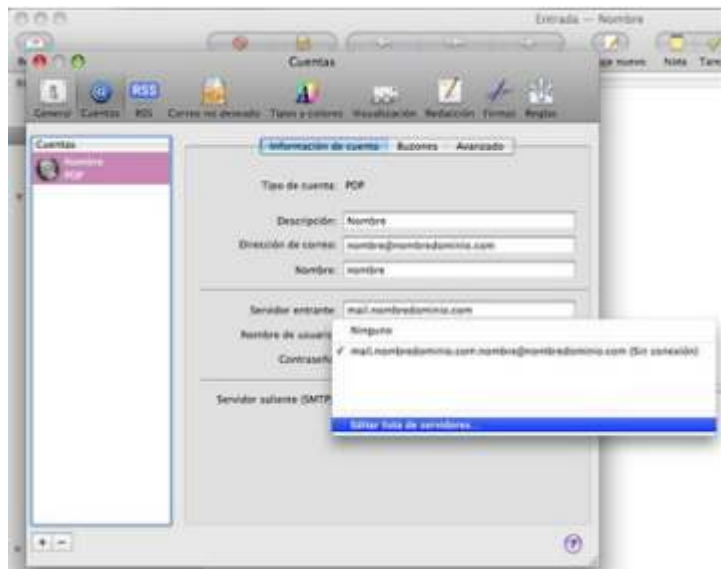 Entrada — Nombre
Cuentas
nuevo Nota
RSS
General Cuentas RSS Correo no deseado Tipos y colores Visualización Redacción Firmas Reglas
Cuentas
Nombre
POP
Información de cuenta Buzones Avanzado
Tipo de cuenta: POP
Descripción: Nombre
Dirección de correo: nombre@nombredominio.com
Nombre: nombre
Servidor entrante: mail.nombredominio.com
Nombre de usuario
Ninguno
✓ mail.nombredominio.com:nombre@nombredominio.com (Sin conexión)
Contraseña
Servidor saliente (SMTP)
Editar lista de servidores...
+ −
?